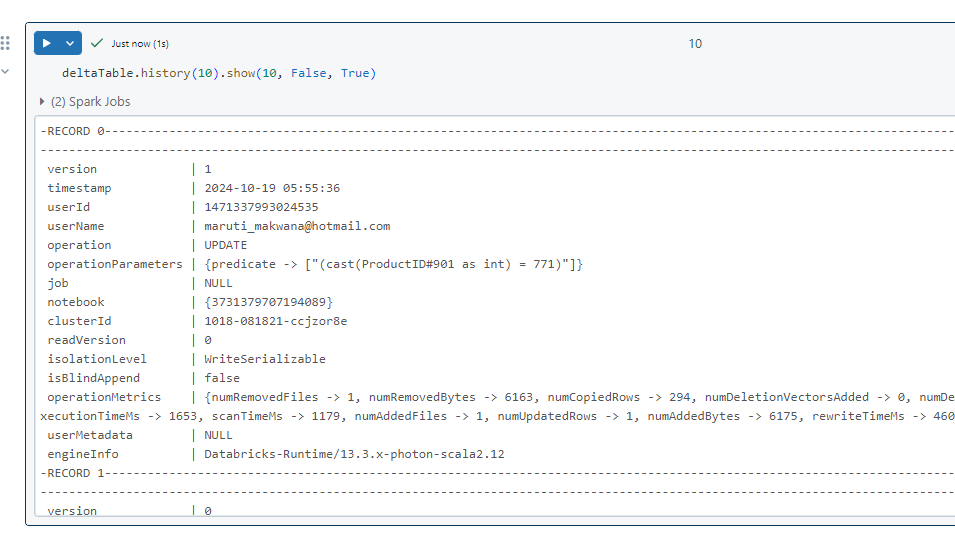 Just now (1s)
10
deltaTable.history(10).show(10, False, True)
(2) Spark Jobs
-RECORD 0------------------------------------------------------------------------------------------------------------------------
--------------------------------------------------------------------------------------------------------------------------------
version | 1
timestamp | 2024-10-19 05:55:36
userId | 1471337993024535
userName | maruti_makwana@hotmail.com
operation | UPDATE
operationParameters | {predicate -> ["(cast(ProductID#901 as int) = 771)"]}
job | NULL
notebook | {3731379707194089}
clusterId | 1018-081821-ccjzor8e
readVersion | 0
isolationLevel | WriteSerializable
isBlindAppend | false
operationMetrics | {numRemovedFiles -> 1, numRemovedBytes -> 6163, numCopiedRows -> 294, numDeletionVectorsAdded -> 0, numDe
xecutionTimeMs -> 1653, scanTimeMs -> 1179, numAddedFiles -> 1, numUpdatedRows -> 1, numAddedBytes -> 6175, rewriteTimeMs -> 460
userMetadata | NULL
engineInfo | Databricks-Runtime/13.3.x-photon-scala2.12
-RECORD 1------------------------------------------------------------------------------------------------------------------------
--------------------------------------------------------------------------------------------------------------------------------
version | 0